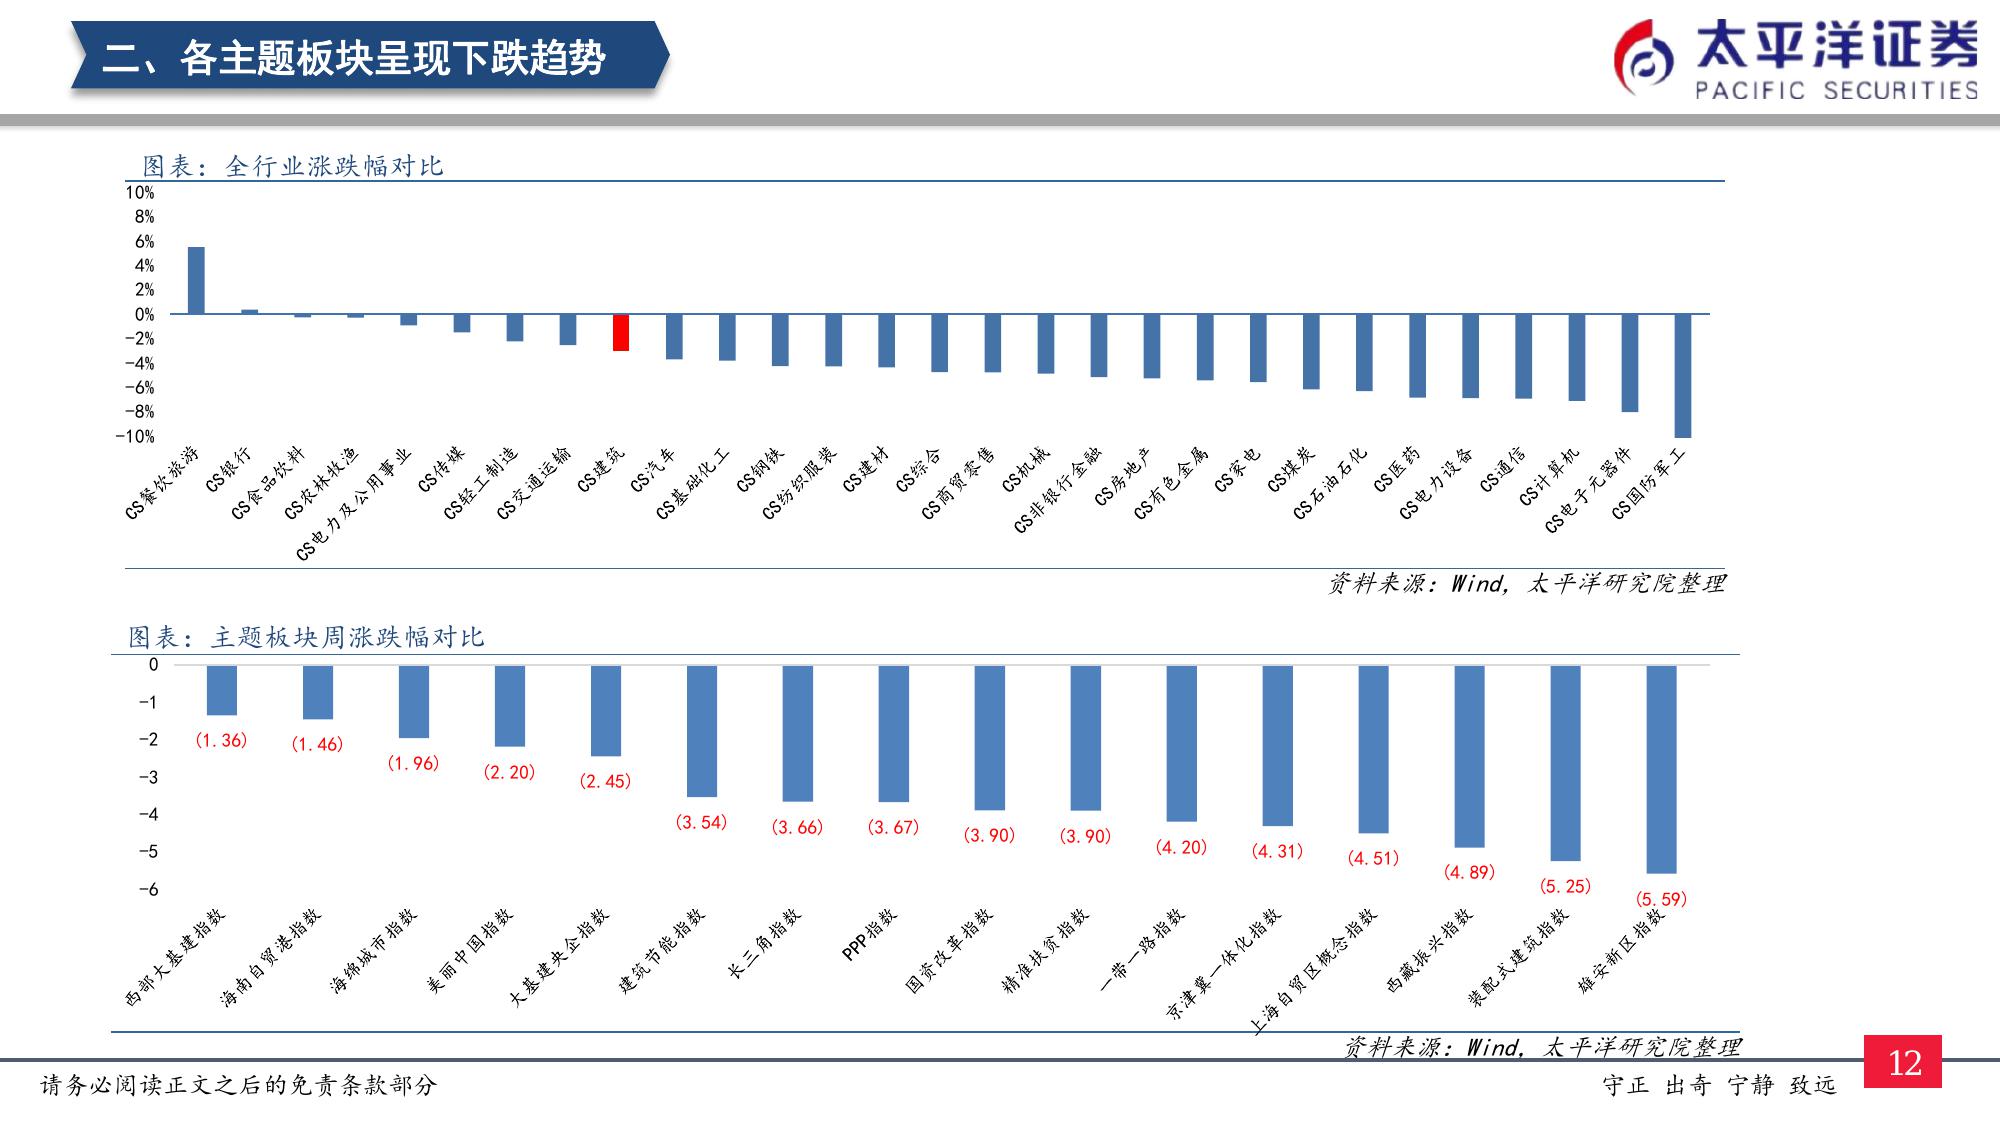 二、各主题板块呈现下跌趋势
太平洋证券
PACIFIC SECURITIES
图表：全行业涨跌幅对比
10%
8%
6%
4%
2%
0%
-2%
-4%
-6%
-8%
-10%
CS餐饮旅游
CS银行
CS食品饮料
CS农林牧渔
CS电力及公用事业
CS传媒
CS轻工制造
CS交通运输
CS建筑
CS汽车
CS基础化工
CS钢铁
CS纺织服装
CS建材
CS综合
CS商贸零售
CS机械
CS非银行金融
CS房地产
CS有色金属
CS家电
CS煤炭
CS石油石化
CS医药
CS电力设备
CS通信
CS计算机
CS电子元器件
CS国防军工
资料来源：Wind，太平洋研究院整理
图表：主题板块周涨跌幅对比
0
-1
-2
-3
-4
-5
-6
(1.36)
(1.46)
(1.96)
(2.20)
(2.45)
(3.54)
(3.66)
(3.67)
(3.90)
(3.90)
(4.20)
(4.31)
(4.51)
(4.89)
(5.25)
(5.59)
西部大基建指数
海南自贸港指数
海绵城市指数
美丽中国指数
大基建央企指数
建筑节能指数
长三角指数
PPP指数
国资改革指数
精准扶贫指数
一带一路指数
京津冀一体化指数
上海自贸区概念指数
西藏振兴指数
装配式建筑指数
雄安新区指数
资料来源：Wind，太平洋研究院整理
请务必阅读正文之后的免责条款部分
守正 出奇 宁静 致远
12